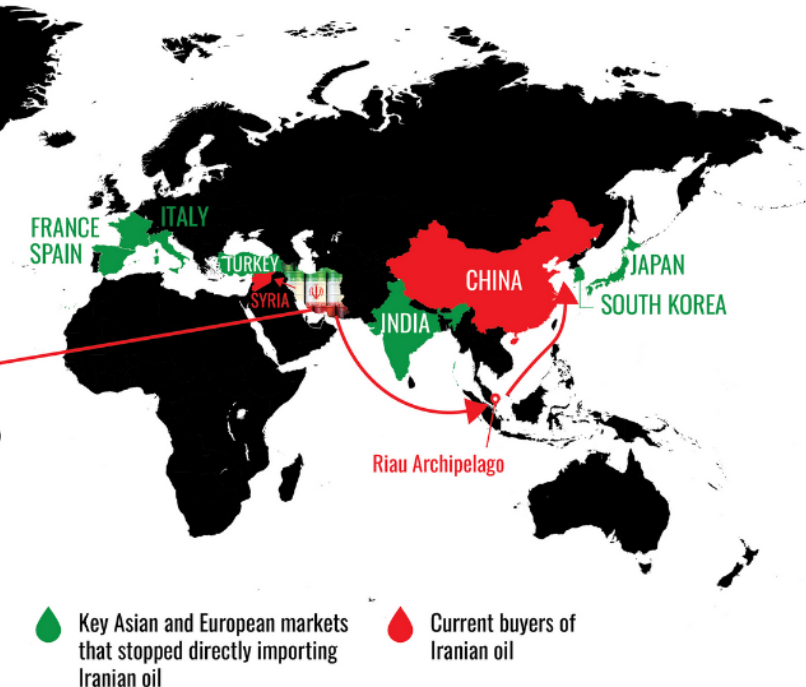 ITALY
FRANCE
SPAIN
TURKEY
SYRIA
CHINA
JAPAN
SOUTH KOREA
INDIA
Riau Archipelago
Key Asian and European markets
that stopped directly importing
Iranian oil
Current buyers of
Iranian oil